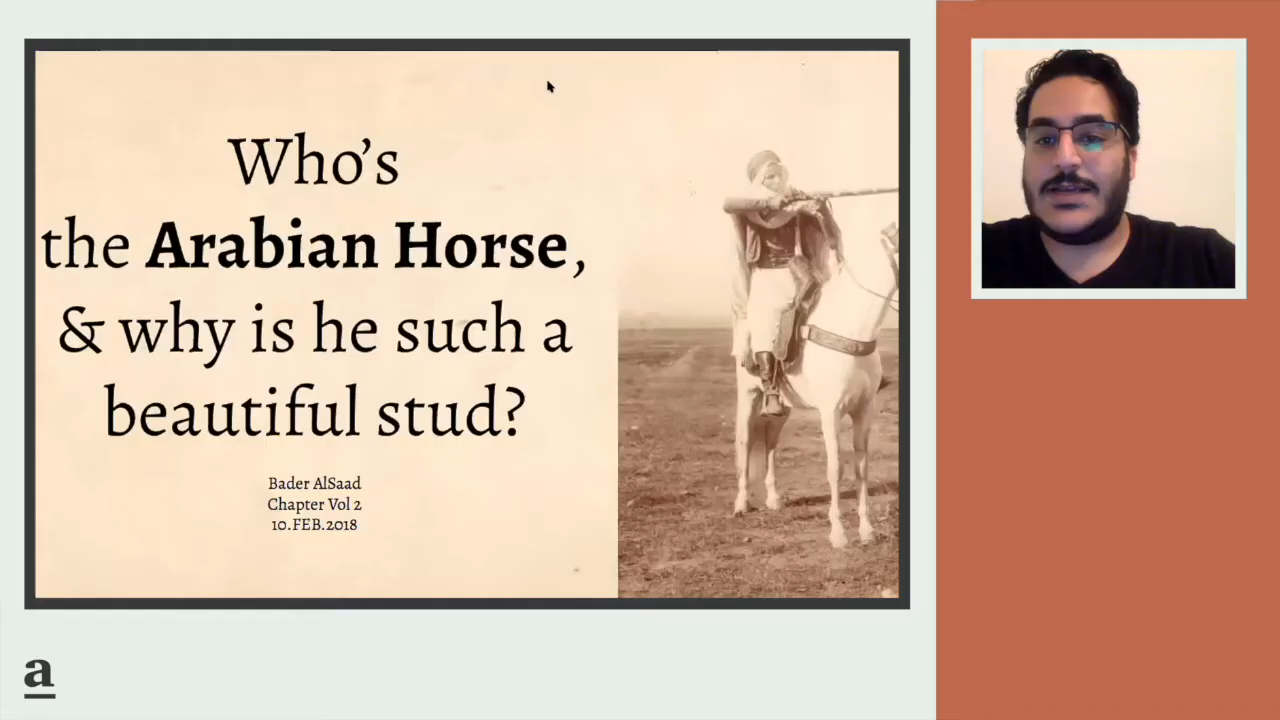 Who’s
the Arabian Horse,
& why is he such a
beautiful stud?
Bader AlSaad
Chapter Vol 2
10.FEB.2018
a